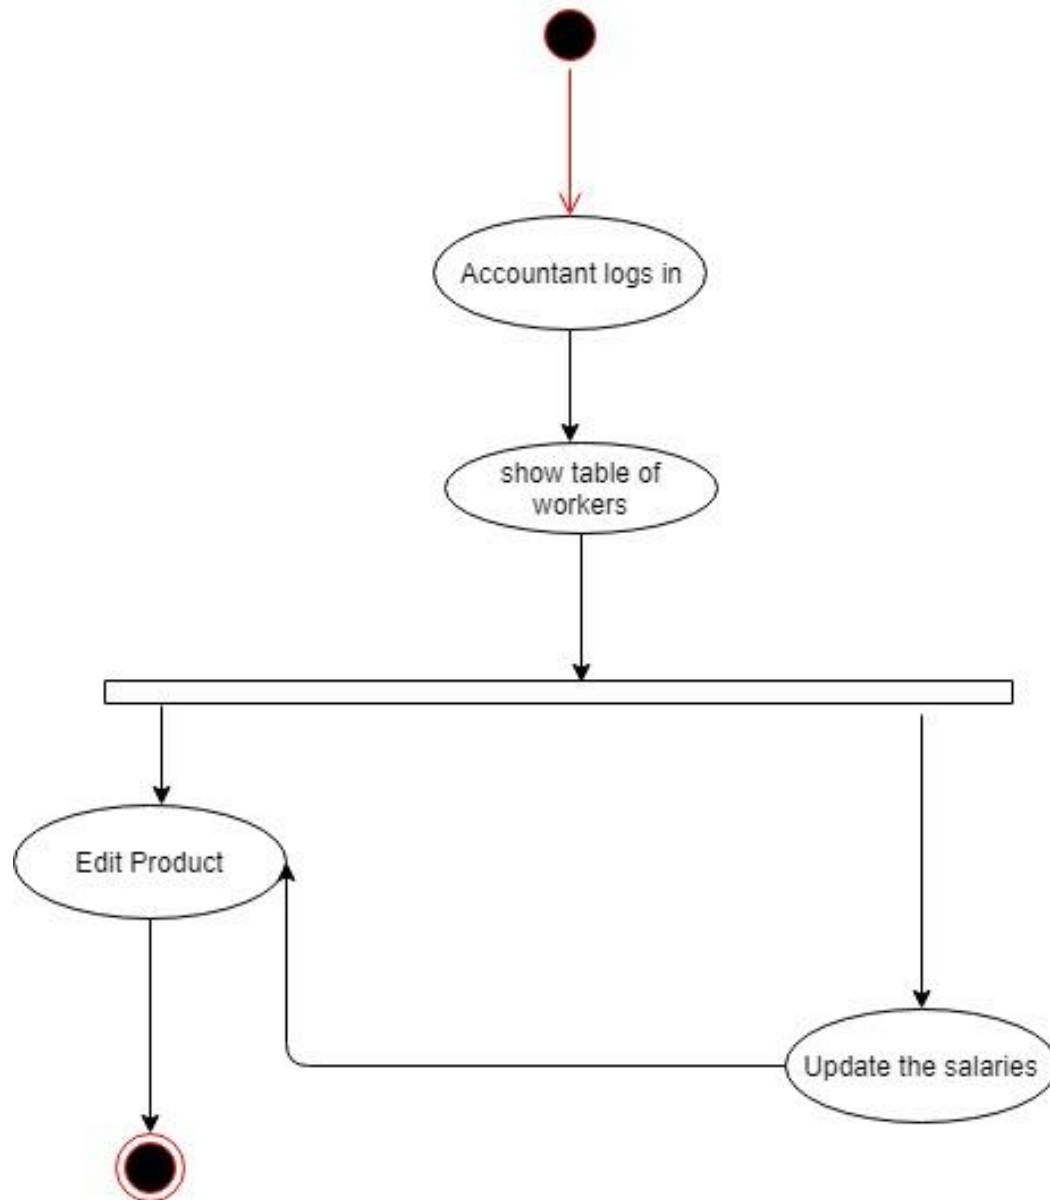 Accountant logs in
show table of
workers
Edit Product
Update the salaries